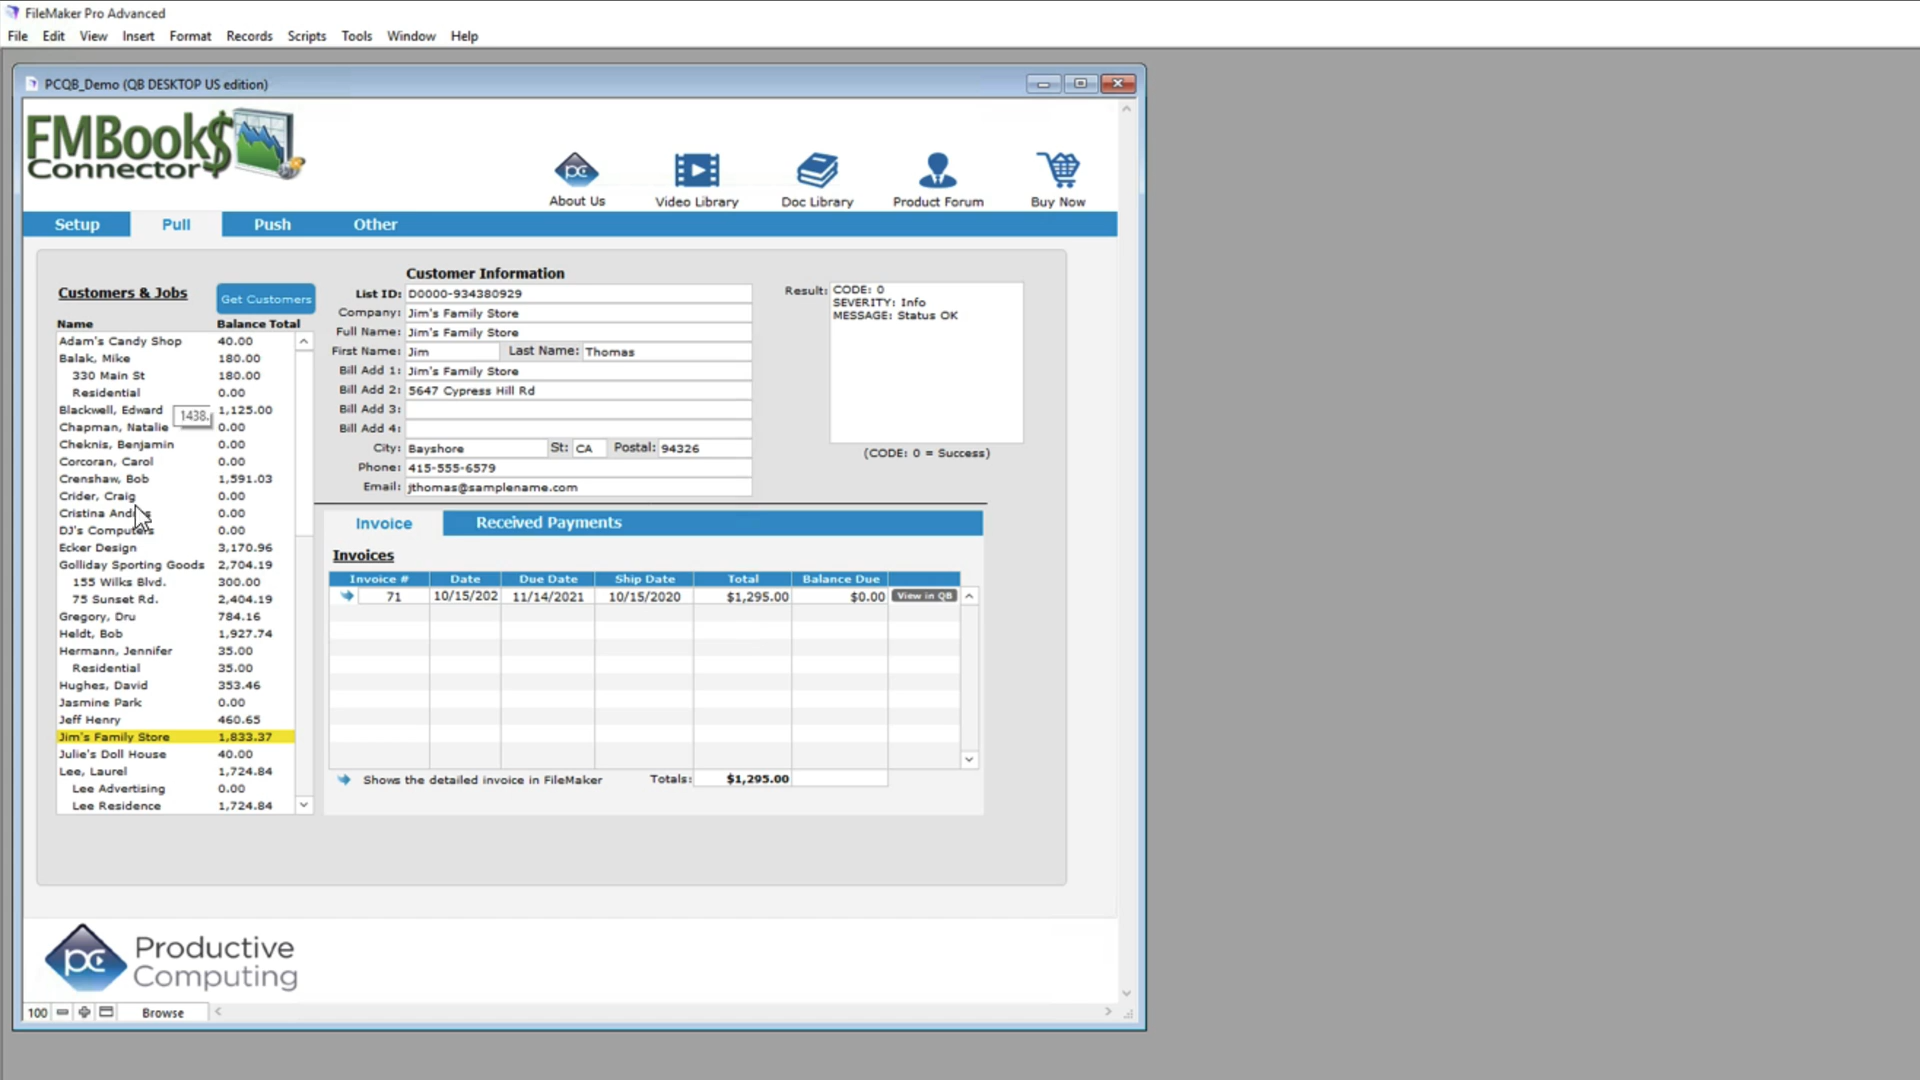 FileMaker Pro Advanced
File Edit View Insert Format Records Scripts Tools Window Help
PCQB_Demo (QB DESKTOP US edition)
FMBook$
Connector
pc
About Us
Video Library
Doc Library
Product Forum
Buy Now
Setup Pull Push Other
Customers & Jobs
Get Customers
Name Balance Total
Adam's Candy Shop 40.00
Balak, Mike 180.00
330 Main St 180.00
Residential 0.00
Blackwell, Edward 1,125.00
1438.
Chapman, Natalie 0.00
Cheknis, Benjamin 0.00
Corcoran, Carol 0.00
Crenshaw, Bob 1,591.03
Crider, Craig 0.00
Cristina 0.00
DJ's Computers 0.00
Ecker Design 3,170.96
Golliday Sporting Goods 2,704.19
155 Wilks Blvd. 300.00
75 Sunset Rd. 2,404.19
Gregory, Dru 784.16
Heldt, Bob 1,927.74
Hermann, Jennifer 35.00
Residential 35.00
Hughes, David 353.46
Jasmine Park 0.00
Jeff Henry 460.65
Jim's Family Store 1,833.37
Julie's Doll House 40.00
Lee, Laurel 1,724.84
Lee Advertising 0.00
Lee Residence 1,724.84
Customer Information
List ID: D0000-934380929
Company: Jim's Family Store
Full Name: Jim's Family Store
First Name: Jim Last Name: Thomas
Bill Add 1: Jim's Family Store
Bill Add 2: 5647 Cypress Hill Rd
Bill Add 3:
Bill Add 4:
City: Bayshore St: CA Postal: 94326
Phone: 415-555-6579
Email: jthomas@samplename.com
Result: CODE: 0
SEVERITY: Info
MESSAGE: Status OK
(CODE: 0 = Success)
Invoice Received Payments
Invoices
Invoice # Date Due Date Ship Date Total Balance Due
71 10/15/202 11/14/2021 10/15/2020 $1,295.00 $0.00 View in QB
Shows the detailed invoice in FileMaker Totals: $1,295.00
pc Productive
Computing
100 Browse